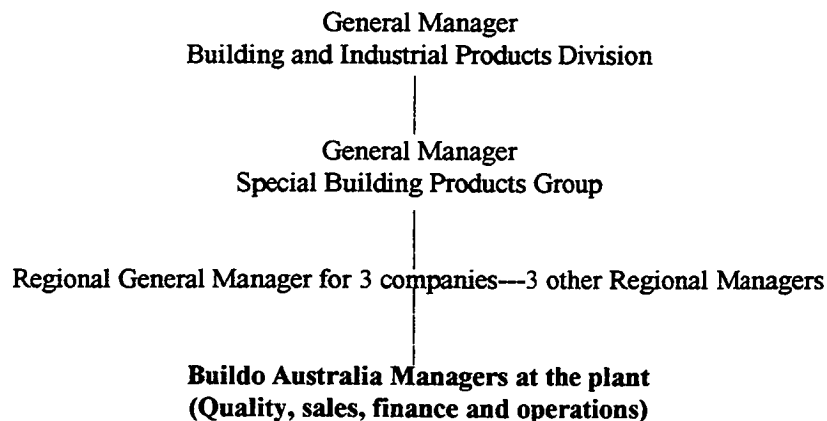 General Manager
Building and Industrial Products Division
General Manager
Special Building Products Group
Regional General Manager for 3 companies---3 other Regional Managers
Buildo Australia Managers at the plant
(Quality, sales, finance and operations)